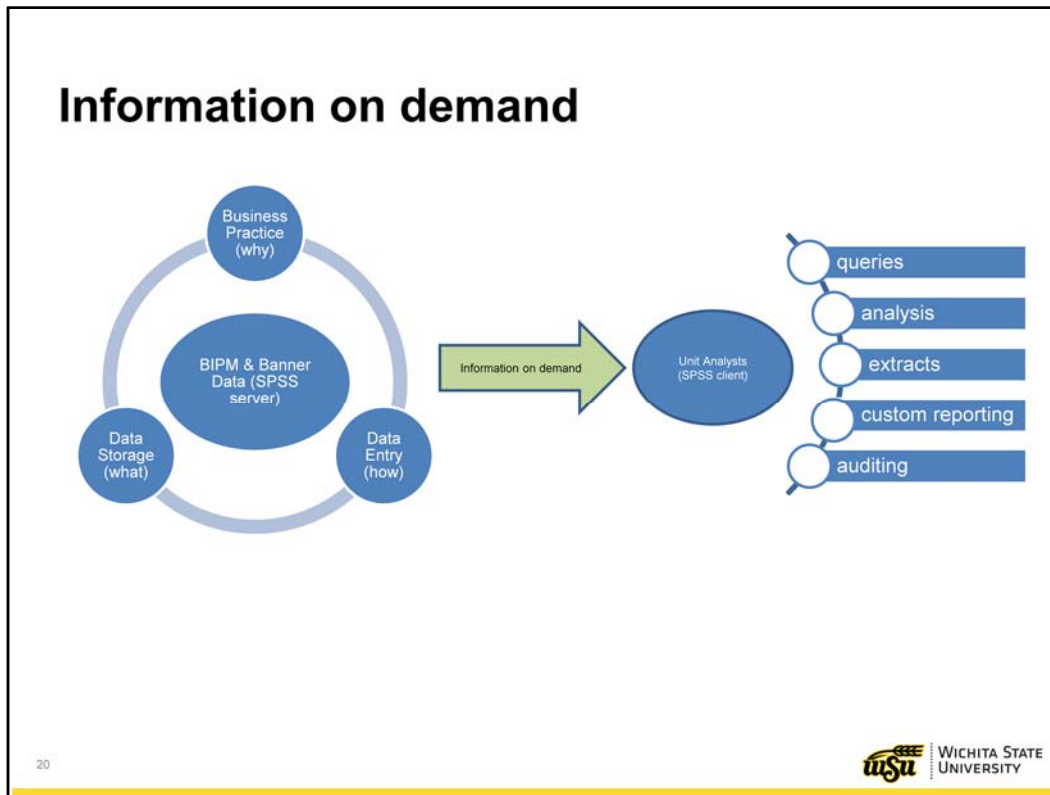 Information on demand
Business
Practice
(why)
BIPM & Banner
Data (SPSS
server)
Data
Storage
(what)
Data
Entry
(how)
Information on demand
Unit Analysts
(SPSS client)
queries
analysis
extracts
custom reporting
auditing
20
wsu
WICHITA STATE
UNIVERSITY